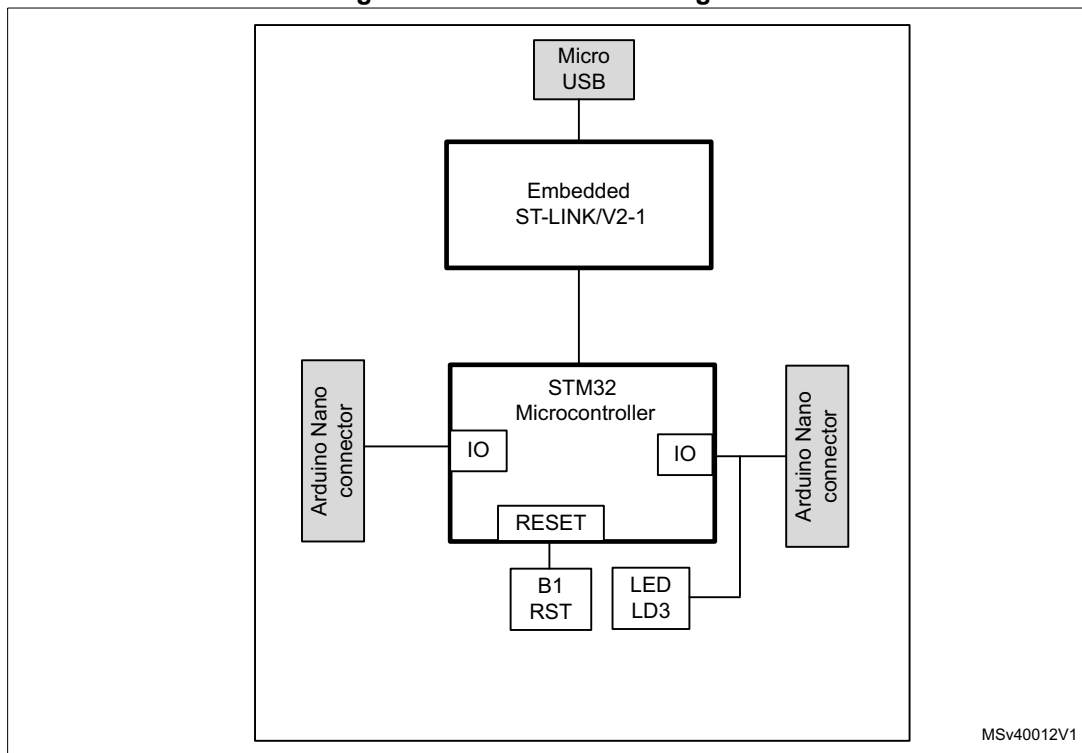 Micro
USB
Embedded
ST-LINK/V2-1
STM32
Microcontroller
Arduino Nano
connector
IO
IO
Arduino Nano
connector
RESET
B1
RST
LED
LD3
MSv40012V1